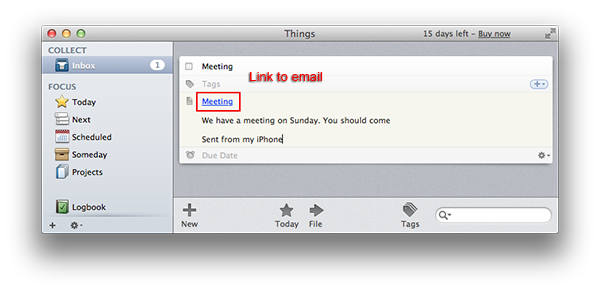 Things
15 days left – Buy now
COLLECT
Inbox
1
FOCUS
Today
Next
Scheduled
Someday
Projects
Logbook
Meeting
Link to email
Tags
Meeting
We have a meeting on Sunday. You should come
Sent from my iPhone
Due Date
New
Today
File
Tags